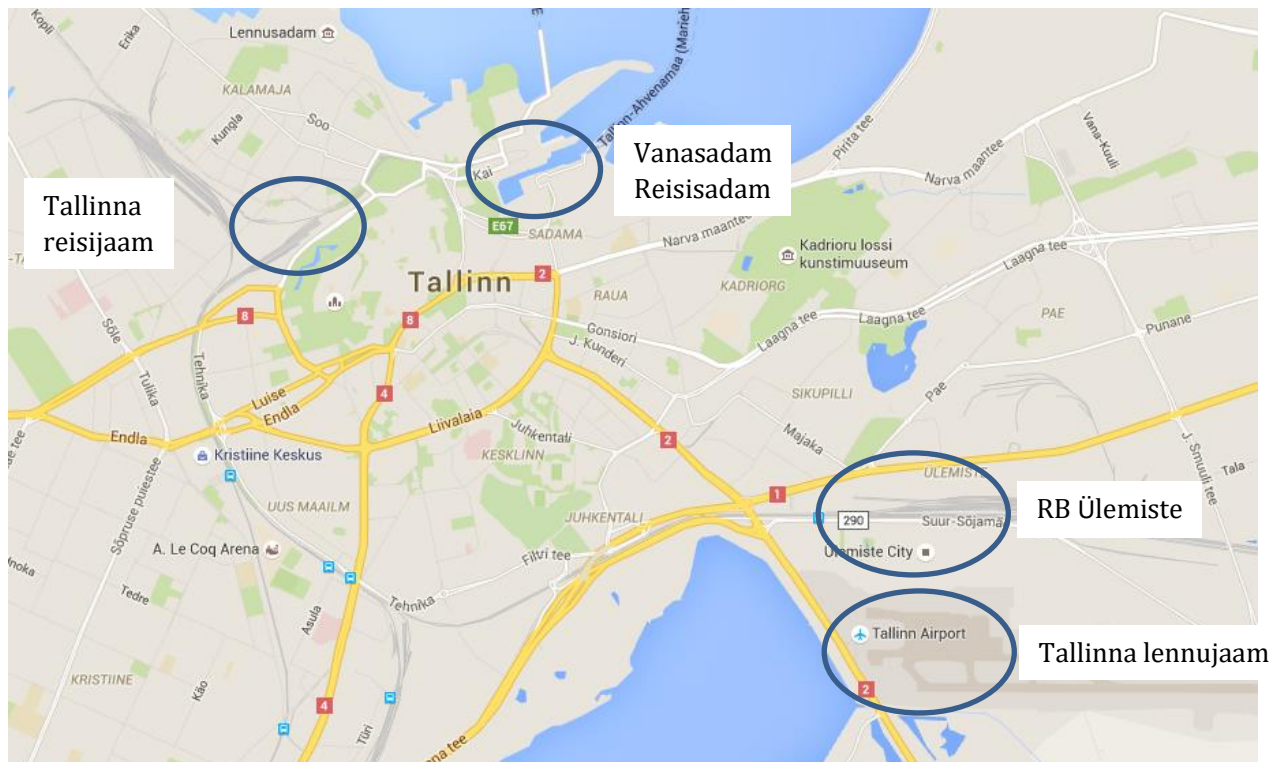 Kopli
Erika
Lennusadam
E
Tallinn-Ahvenamaa (Marieh
KALAMAJA
Kungla
Soo
Kai
Vanasadam
Reisisadam
Pirita tee
Narva maantee
Vana-Kuuli
Tallinna
reisijaam
E67
SADAMA
Narva maantee
Kadrioru lossi
kunstimuuseum
Laagna tee
Tallinn
2
RAUA
KADRIORG
8
8
Gonsiori
J. Kunderi
Laagna tee
Laagna tee
PAE
Punane
Sõle
Tehnika
Tulika
Luise
Endla
4
Liivalaia
SIKUPILLI
Pae
Endla
Juhkentali
Majaka
2
J. Smuuli tee
Kristiine Keskus
KESKLINN
ÜLEMISTE
Tala
Sõpruse puiestee
UUS MAAILM
JUHKENTALI
1
290
Suur-Sõjamä
RB Ülemiste
A. Le Coq Arena
Filtri tee
Ülemiste City
Tedre
Asula
Tehnika
Tallinn Airport
Tallinna lennujaam
KRISTIINE
Käo
4
Türi
2